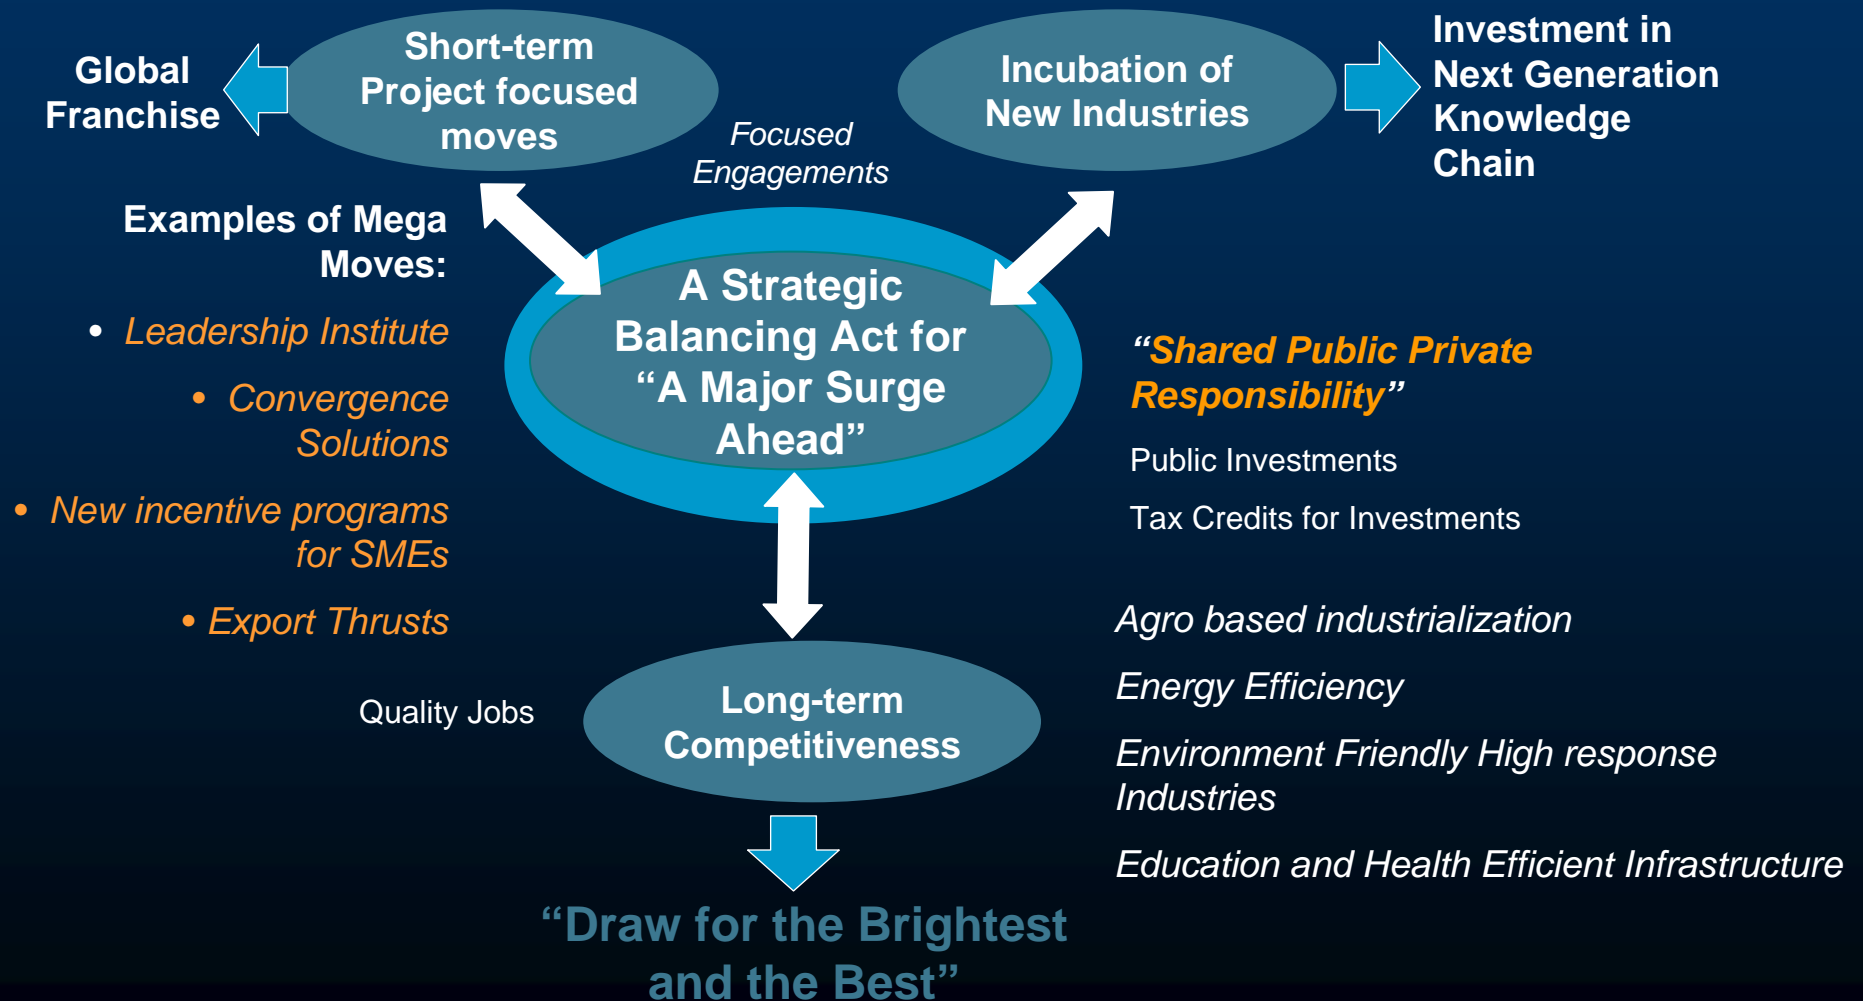 Global
Franchise
Short-term
Project focused
moves
Focused
Engagements
Incubation of
New Industries
Investment in
Next Generation
Knowledge
Chain
Examples of Mega
Moves:
• Leadership Institute
• Convergence
Solutions
• New incentive programs
for SMEs
• Export Thrusts
A Strategic
Balancing Act for
“A Major Surge
Ahead”
“Shared Public Private
Responsibility”
Public Investments
Tax Credits for Investments
Agro based industrialization
Energy Efficiency
Environment Friendly High response
Industries
Education and Health Efficient Infrastructure
Quality Jobs
Long-term
Competitiveness
“Draw for the Brightest
and the Best”